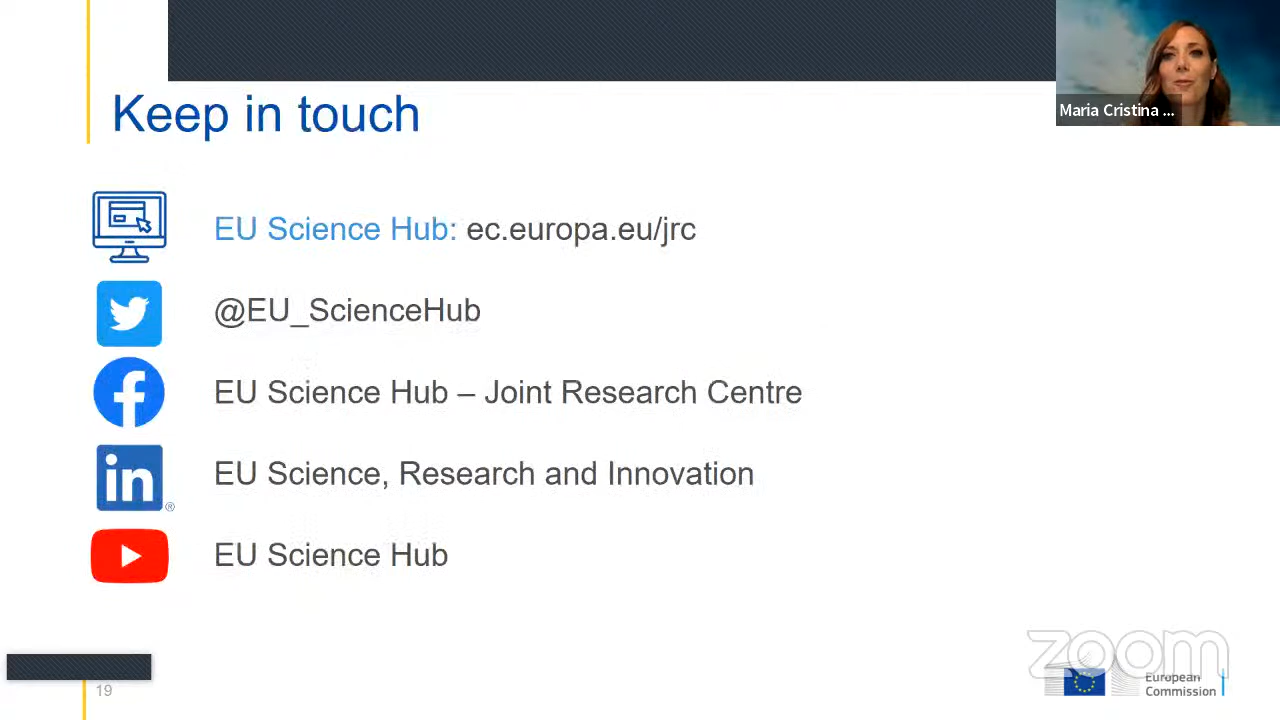 Keep in touch
Maria Cristina ...
EU Science Hub: ec.europa.eu/jrc
@EU_ScienceHub
EU Science Hub – Joint Research Centre
in®
EU Science, Research and Innovation
EU Science Hub
zoom
European
Commission
19